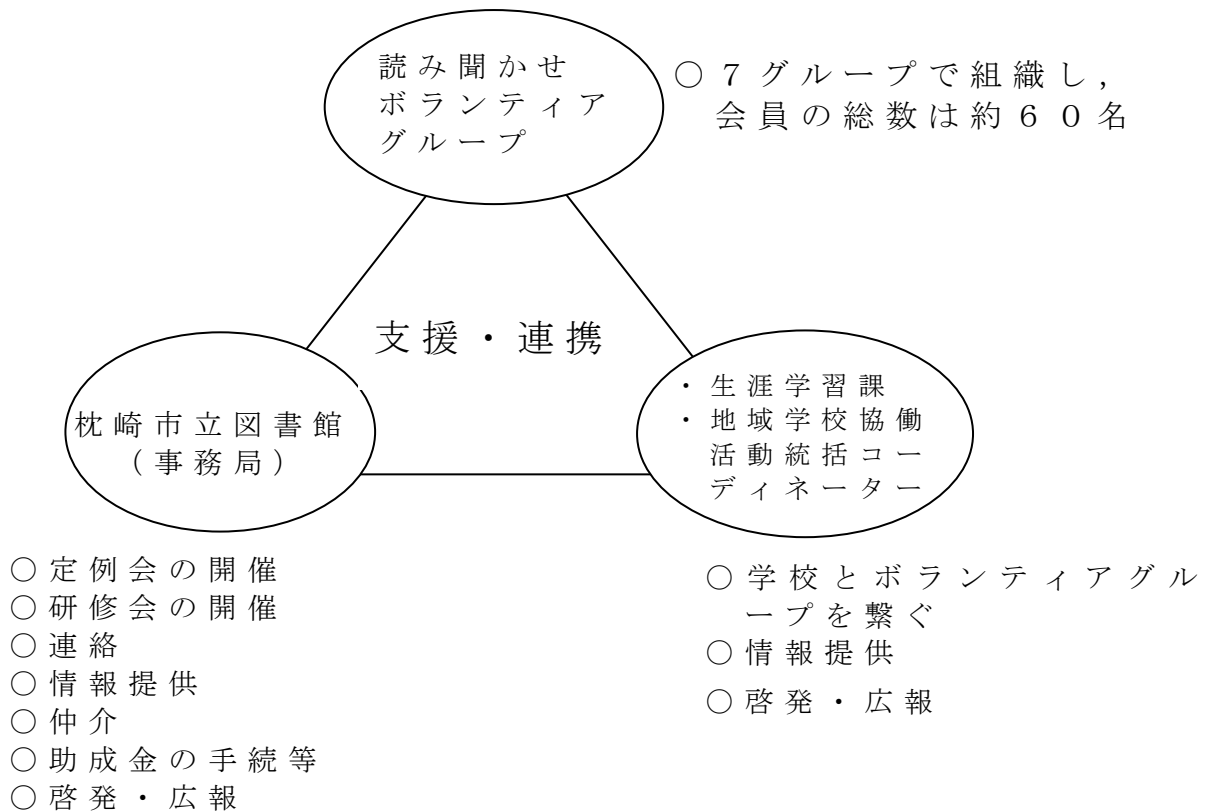 読み聞かせ
ボランティア
グループ
○７グループで組織し，
会員の総数は約６０名
支援・連携
枕崎市立図書館
（事務局）
・生涯学習課
・地域学校協働
活動統括コー
ディネーター
○定例会の開催
○研修会の開催
○連絡
○情報提供
○仲介
○助成金の手続等
○啓発・広報
○学校とボランティアグル
ープを繋ぐ
○情報提供
○啓発・広報